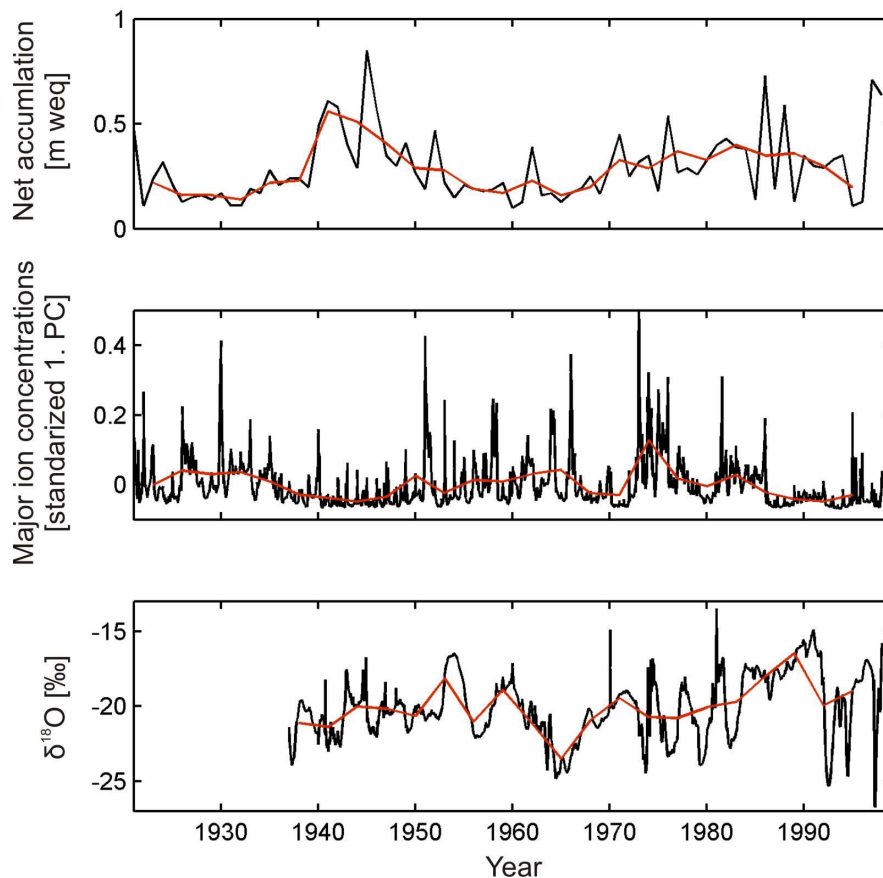 Net accumlation
[m weq]
1
0.5
0
Major ion concentrations
[standarized 1. PC]
0.4
0.2
0
δ¹⁸O [‰]
-15
-20
-25
1930 1940 1950 1960 1970 1980 1990
Year